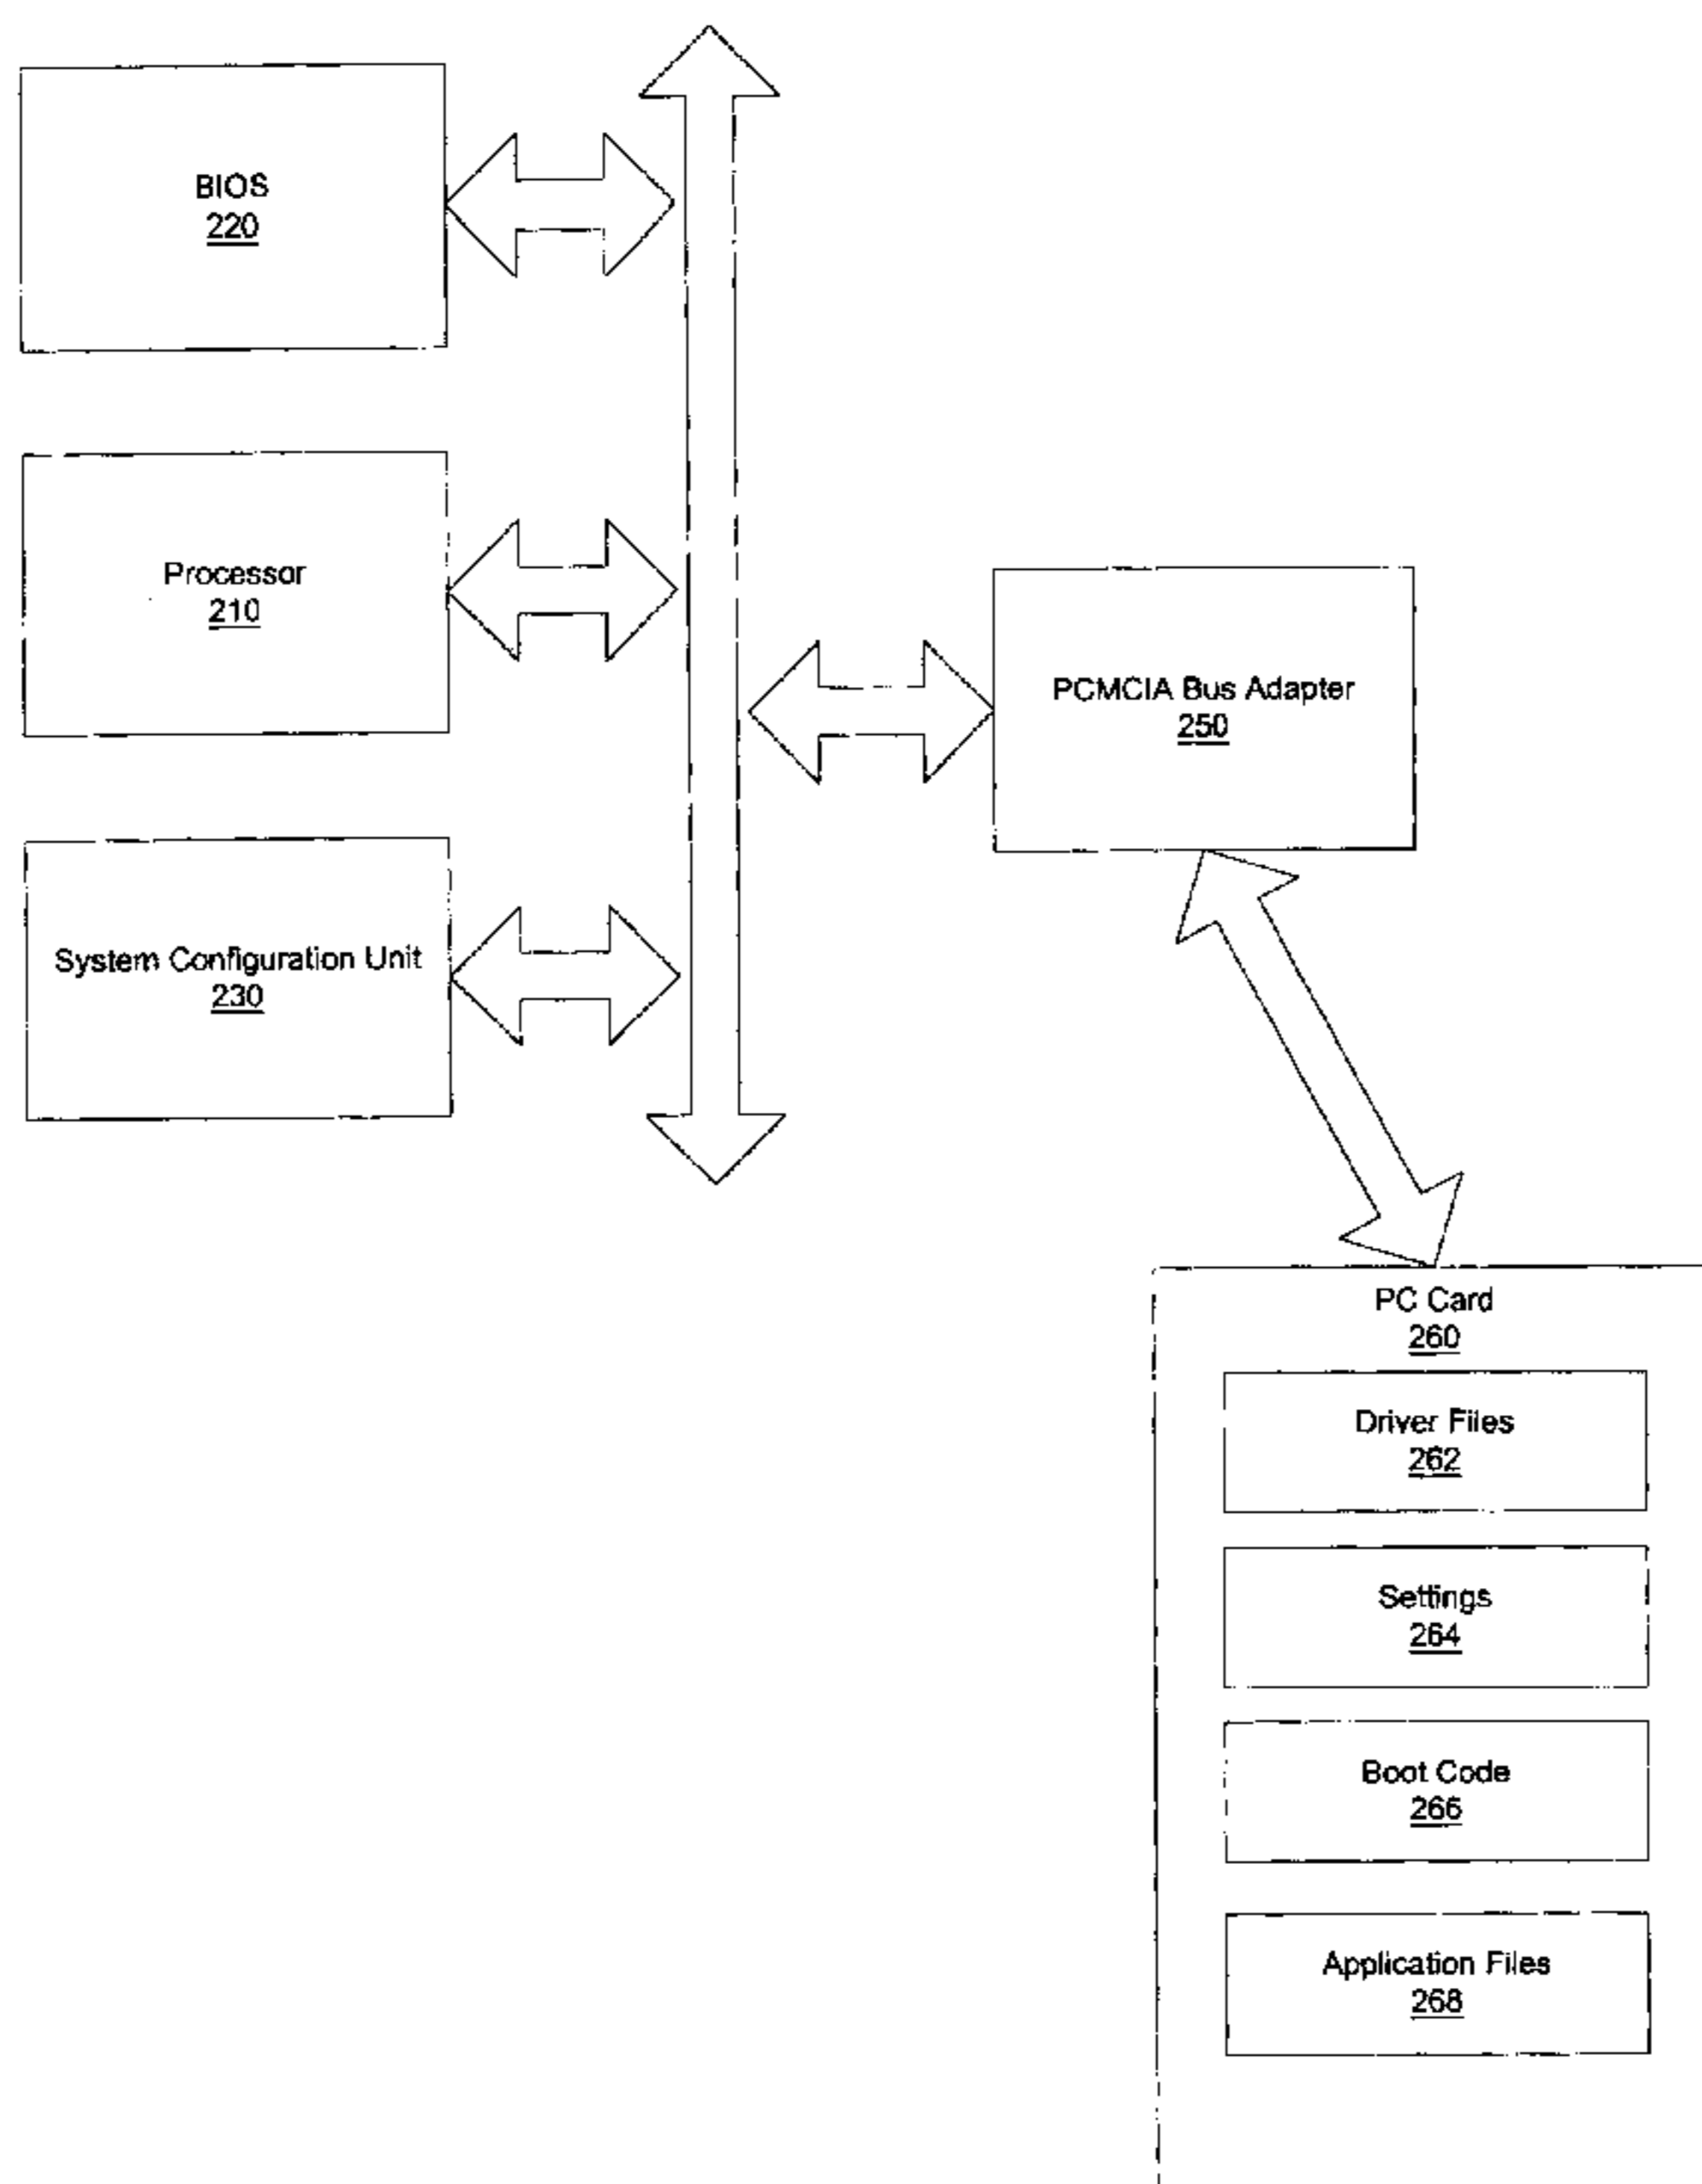 BIOS
220
Processor
210
System Configuration Unit
230
PCMCIA Bus Adapter
250
PC Card
260
Driver Files
262
Settings
264
Boot Code
266
Application Files
268